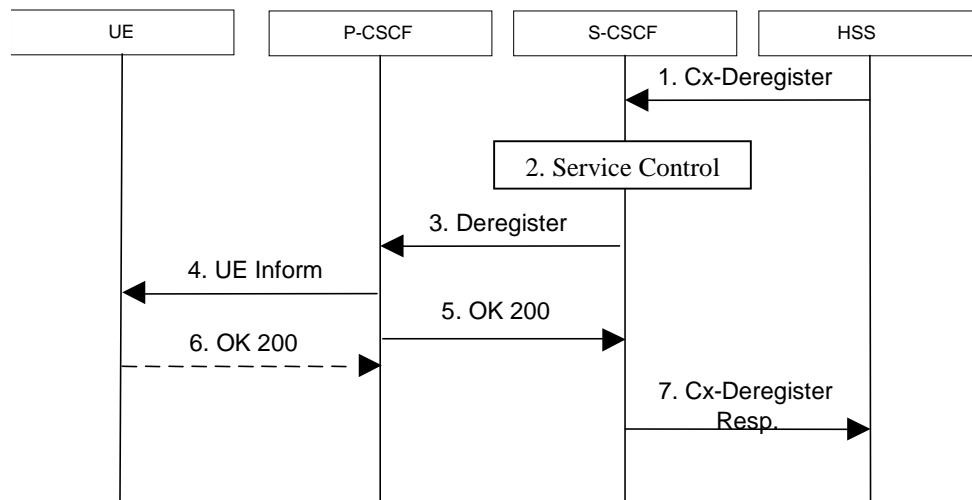 UE
P-CSCF
S-CSCF
HSS
1. Cx-Deregister
2. Service Control
3. Deregister
4. UE Inform
5. OK 200
6. OK 200
7. Cx-Deregister
Resp.